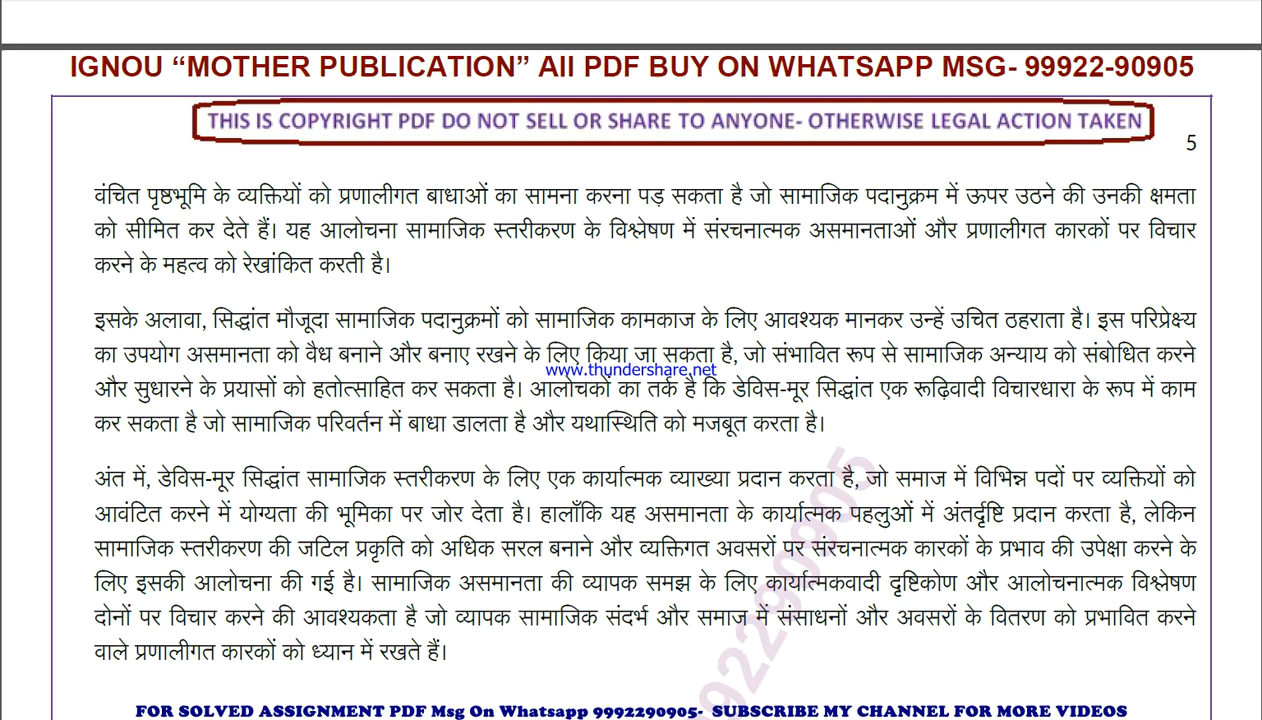 IGNOU “MOTHER PUBLICATION” All PDF BUY ON WHATSAPP MSG- 99922-90905
THIS IS COPYRIGHT PDF DO NOT SELL OR SHARE TO ANYONE- OTHERWISE LEGAL ACTION TAKEN
5
वंचित पृष्ठभूमि के व्यक्तियों को प्रणालीगत बाधाओं का सामना करना पड़ सकता है जो सामाजिक पदानुक्रम में ऊपर उठने की उनकी क्षमता
को सीमित कर देते हैं। यह आलोचना सामाजिक स्तरीकरण के विश्लेषण में संरचनात्मक असमानताओं और प्रणालीगत कारकों पर विचार
करने के महत्व को रेखांकित करती है।
इसके अलावा, सिद्धांत मौजूदा सामाजिक पदानुक्रमों को सामाजिक कामकाज के लिए आवश्यक मानकर उन्हें उचित ठहराता है। इस परिप्रेक्ष्य
का उपयोग असमानता को वैध बनाने और बनाए रखने के लिए किया जा सकता है, जो संभावित रूप से सामाजिक अन्याय को संबोधित करने
www.thundershare.net
और सुधारने के प्रयासों को हतोत्साहित कर सकता है। आलोचकों का तर्क है कि डेविस-मूर सिद्धांत एक रूढ़िवादी विचारधारा के रूप में काम
कर सकता है जो सामाजिक परिवर्तन में बाधा डालता है और यथास्थिति को मजबूत करता है।
अंत में, डेविस-मूर सिद्धांत सामाजिक स्तरीकरण के लिए एक कार्यात्मक व्याख्या प्रदान करता है, जो समाज में विभिन्न पदों पर व्यक्तियों को
आवंटित करने में योग्यता की भूमिका पर जोर देता है। हालाँकि यह असमानता के कार्यात्मक पहलुओं में अंतर्दृष्टि प्रदान करता है, लेकिन
सामाजिक स्तरीकरण की जटिल प्रकृति को अधिक सरल बनाने और व्यक्तिगत अवसरों पर संरचनात्मक कारकों के प्रभाव की उपेक्षा करने के
लिए इसकी आलोचना की गई है। सामाजिक असमानता की व्यापक समझ के लिए कार्यात्मकवादी दृष्टिकोण और आलोचनात्मक विश्लेषण
दोनों पर विचार करने की आवश्यकता है जो व्यापक सामाजिक संदर्भ और समाज में संसाधनों और अवसरों के वितरण को प्रभावित करने
वाले प्रणालीगत कारकों को ध्यान में रखते हैं।
992290905
FOR SOLVED ASSIGNMENT PDF Msg On Whatsapp 9992290905- SUBSCRIBE MY CHANNEL FOR MORE VIDEOS